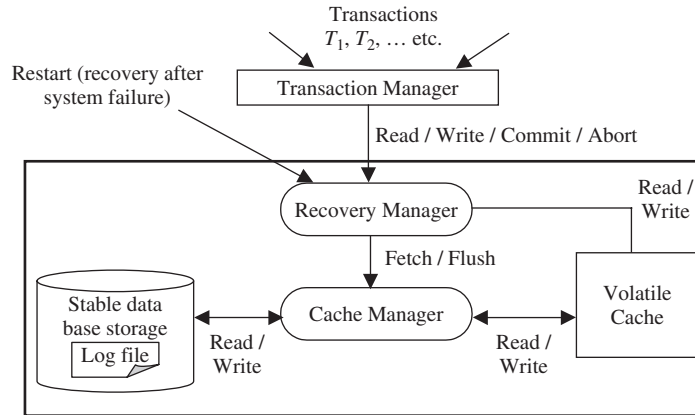 Transactions
T1, T2, … etc.
Restart (recovery after
system failure)
Transaction Manager
Read / Write / Commit / Abort
Recovery Manager
Read /
Write
Fetch / Flush
Stable data
base storage
Log file
Read /
Write
Cache Manager
Read /
Write
Volatile
Cache